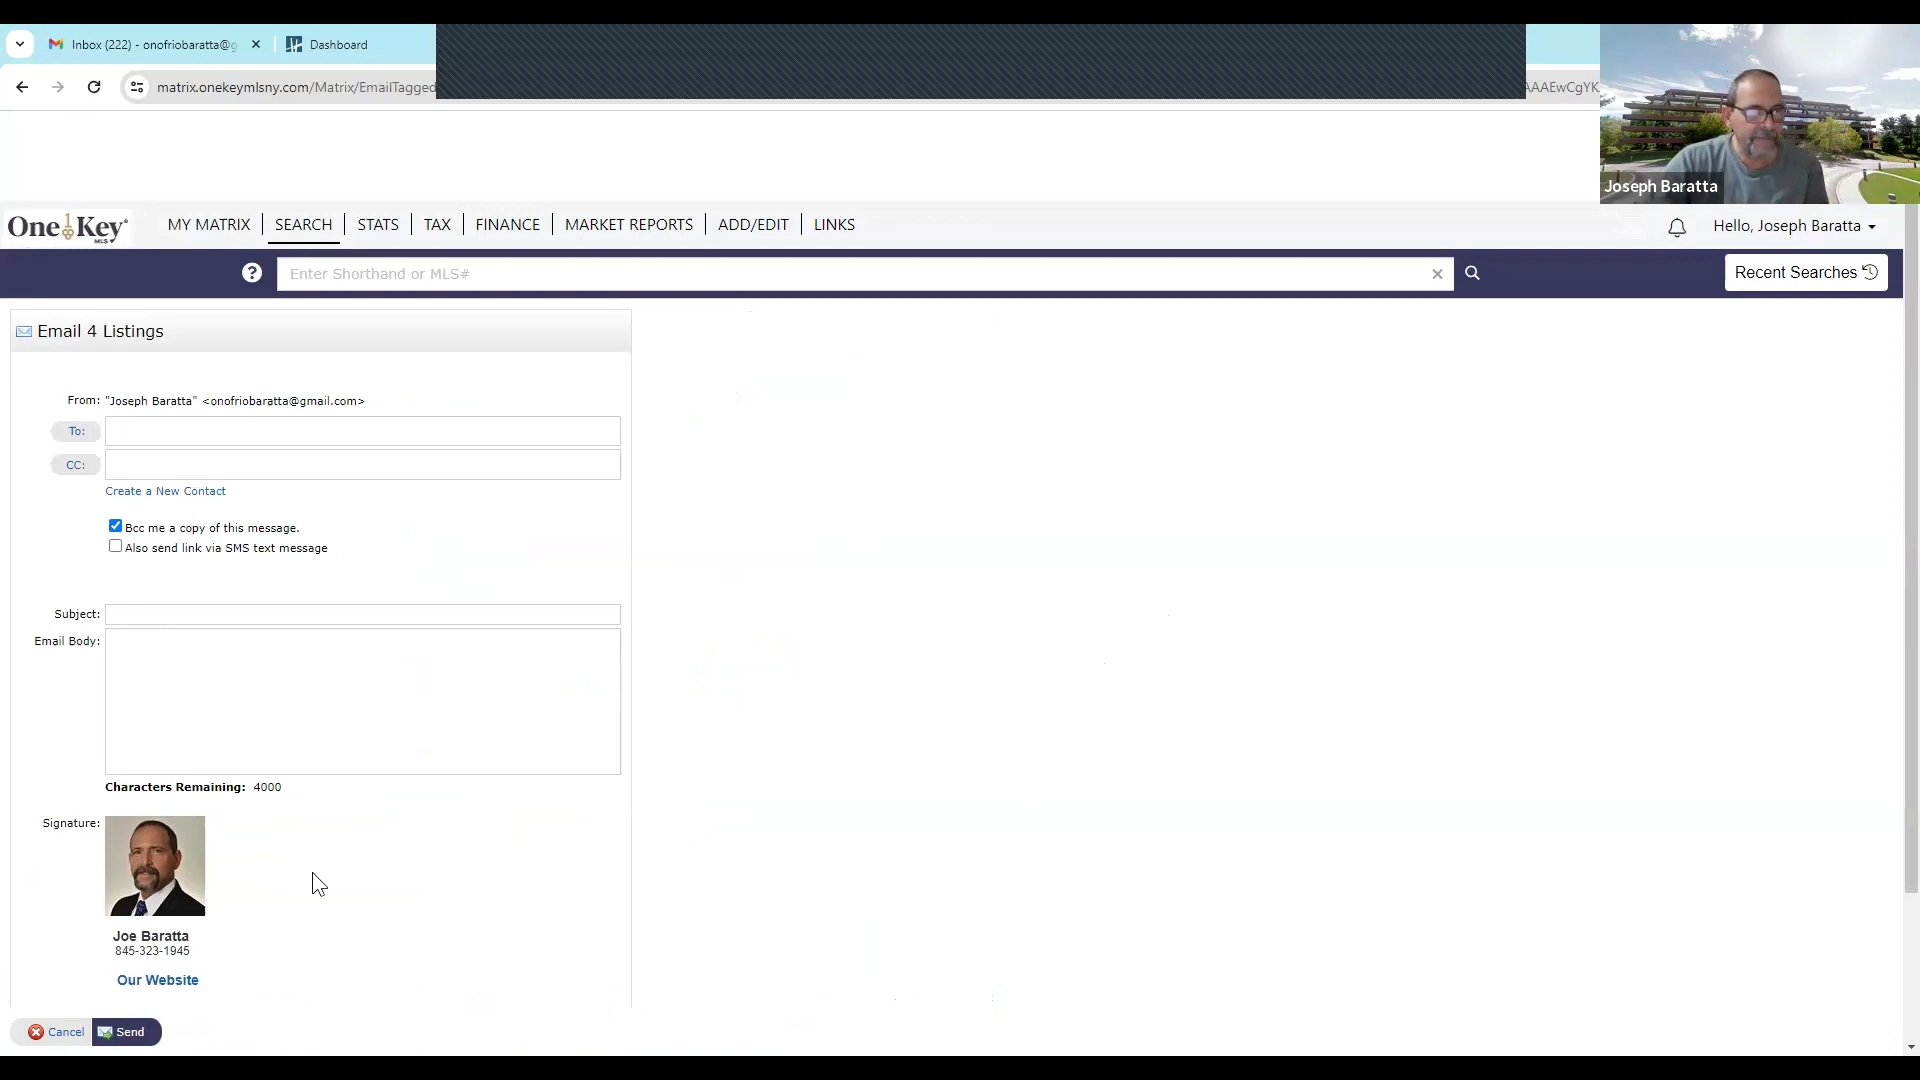 Inbox (222) - onofriobaratta@g
Dashboard
matrix.onekeymlsny.com/Matrix/EmailTagged
AAAEwCgYK
Joseph Baratta
One Key
MLS
MY MATRIX
SEARCH
STATS
TAX
FINANCE
MARKET REPORTS
ADD/EDIT
LINKS
Hello, Joseph Baratta
?
Enter Shorthand or MLS#
Recent Searches
Email 4 Listings
From: "Joseph Baratta" <onofriobaratta@gmail.com>
To:
CC:
Create a New Contact
Bcc me a copy of this message.
Also send link via SMS text message
Subject:
Email Body:
Characters Remaining: 4000
Signature:
Joe Baratta
845-323-1945
Our Website
Cancel
Send